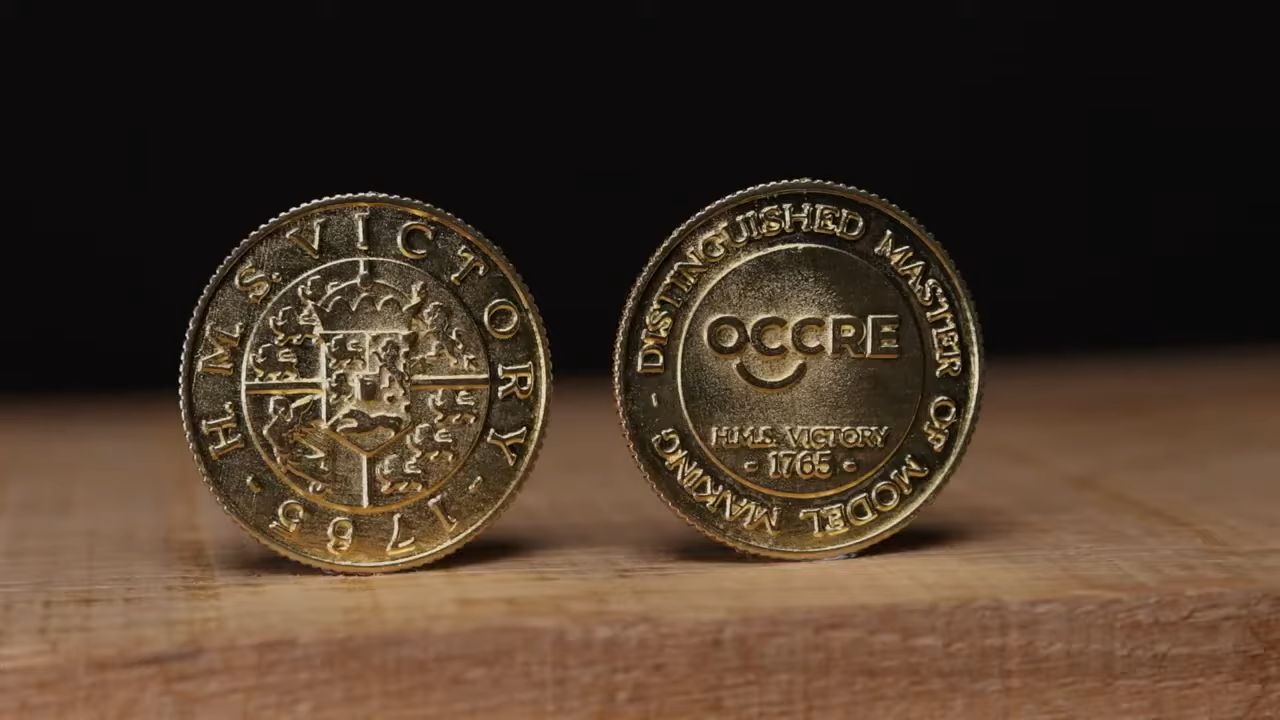 H. M. S. VICTORY
- 1765 -
DISTINGUISHED MASTER OF MODEL MAKING -
OCCRE
H.M.S. VICTORY
- 1765 -